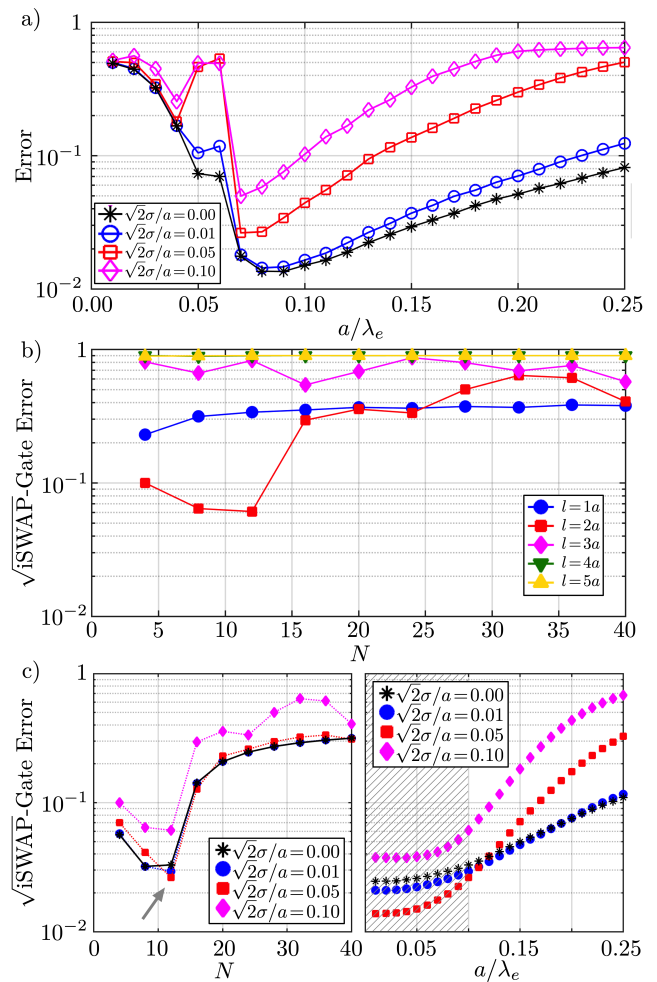 a)
1
10⁻¹
10⁻²
Error
0.00 0.05 0.10 0.15 0.20 0.25
a/λₑ
√2σ/a=0.00
√2σ/a=0.01
√2σ/a=0.05
√2σ/a=0.10
b)
1
10⁻¹
10⁻²
√iSWAP-Gate Error
0 5 10 15 20 25 30 35 40
N
l=1a
l=2a
l=3a
l=4a
l=5a
c)
1
10⁻¹
10⁻²
√iSWAP-Gate Error
0 10 20 30 40
N
√2σ/a=0.00
√2σ/a=0.01
√2σ/a=0.05
√2σ/a=0.10
√2σ/a=0.00
√2σ/a=0.01
√2σ/a=0.05
√2σ/a=0.10
0.05 0.15 0.25
a/λₑ